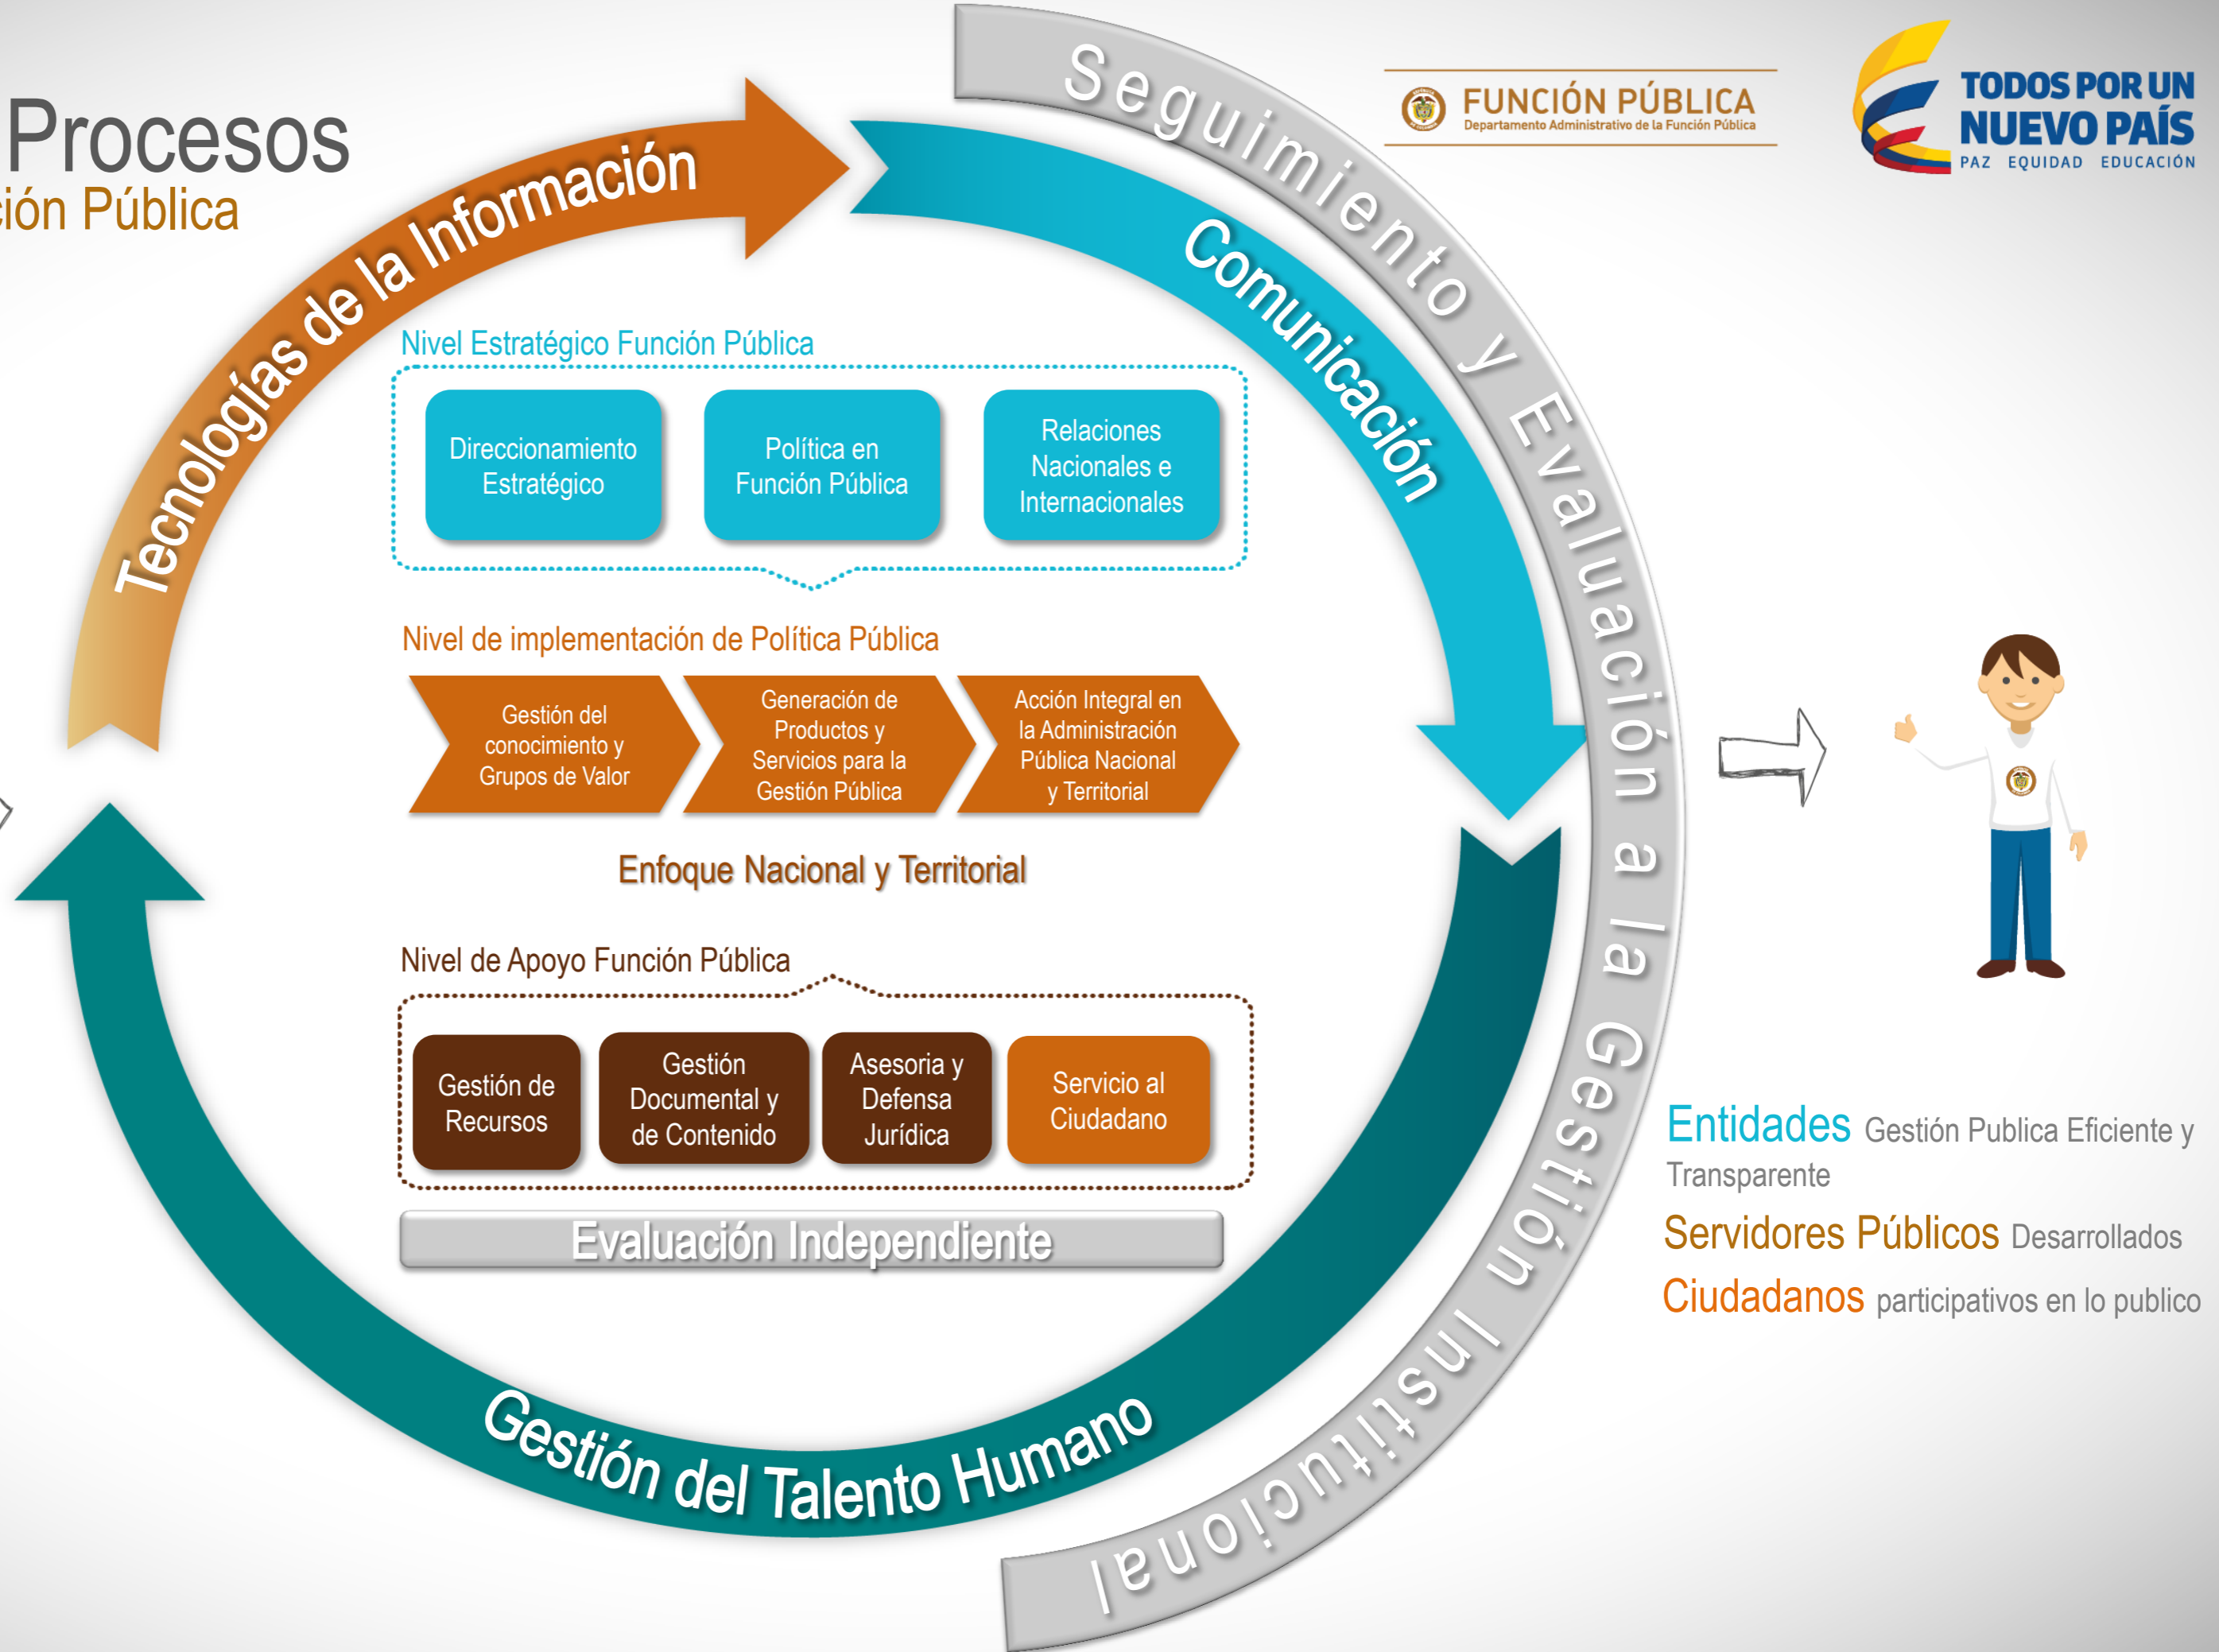 Procesos
ión Pública
FUNCIÓN PÚBLICA
Departamento Administrativo de la Función Pública
TODOS POR UN
NUEVO PAÍS
PAZ EQUIDAD EDUCACIÓN
Tecnologías de la Información
Comunicación
Seguimiento y Evaluación a la Gestión Institucional
Nivel Estratégico Función Pública
Direccionamiento
Estratégico
Política en
Función Pública
Relaciones
Nacionales e
Internacionales
Nivel de implementación de Política Pública
Gestión del
conocimiento y
Grupos de Valor
Generación de
Productos y
Servicios para la
Gestión Pública
Acción Integral en
la Administración
Pública Nacional
y Territorial
Enfoque Nacional y Territorial
Nivel de Apoyo Función Pública
Gestión de
Recursos
Gestión
Documental y
de Contenido
Asesoria y
Defensa
Jurídica
Servicio al
Ciudadano
Evaluación Independiente
Gestión del Talento Humano
Entidades Gestión Publica Eficiente y
Transparente
Servidores Públicos Desarrollados
Ciudadanos participativos en lo publico